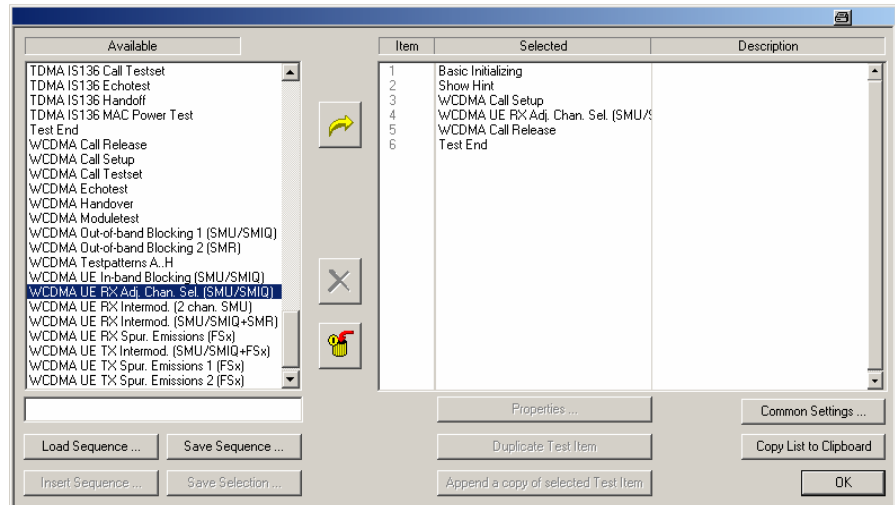 Available
TDMA IS136 Call Testset
TDMA IS136 Echotest
TDMA IS136 Handoff
TDMA IS136 MAC Power Test
Test End
WCDMA Call Release
WCDMA Call Setup
WCDMA Call Testset
WCDMA Echotest
WCDMA Handover
WCDMA Moduletest
WCDMA Out-of-band Blocking 1 (SMU/SMIQ)
WCDMA Out-of-band Blocking 2 (SMR)
WCDMA Testpatterns A..H
WCDMA UE In-band Blocking (SMU/SMIQ)
WCDMA UE RX Adj. Chan. Sel. (SMU/SMIQ)
WCDMA UE RX Intermod. (2 chan. SMU)
WCDMA UE RX Intermod. (SMU/SMIQ+SMR)
WCDMA UE RX Spur. Emissions (FSx)
WCDMA UE TX Intermod. (SMU/SMIQ+FSx)
WCDMA UE TX Spur. Emissions 1 (FSx)
WCDMA UE TX Spur. Emissions 2 (FSx)
Load Sequence ... Save Sequence ...
Insert Sequence ... Save Selection ...
Item Selected Description
1 Basic Initializing
2 Show Hint
3 WCDMA Call Setup
4 WCDMA UE RX Adj. Chan. Sel. (SMU/S
5 WCDMA Call Release
6 Test End
Properties ... Common Settings ...
Duplicate Test Item Copy List to Clipboard
Append a copy of selected Test Item OK